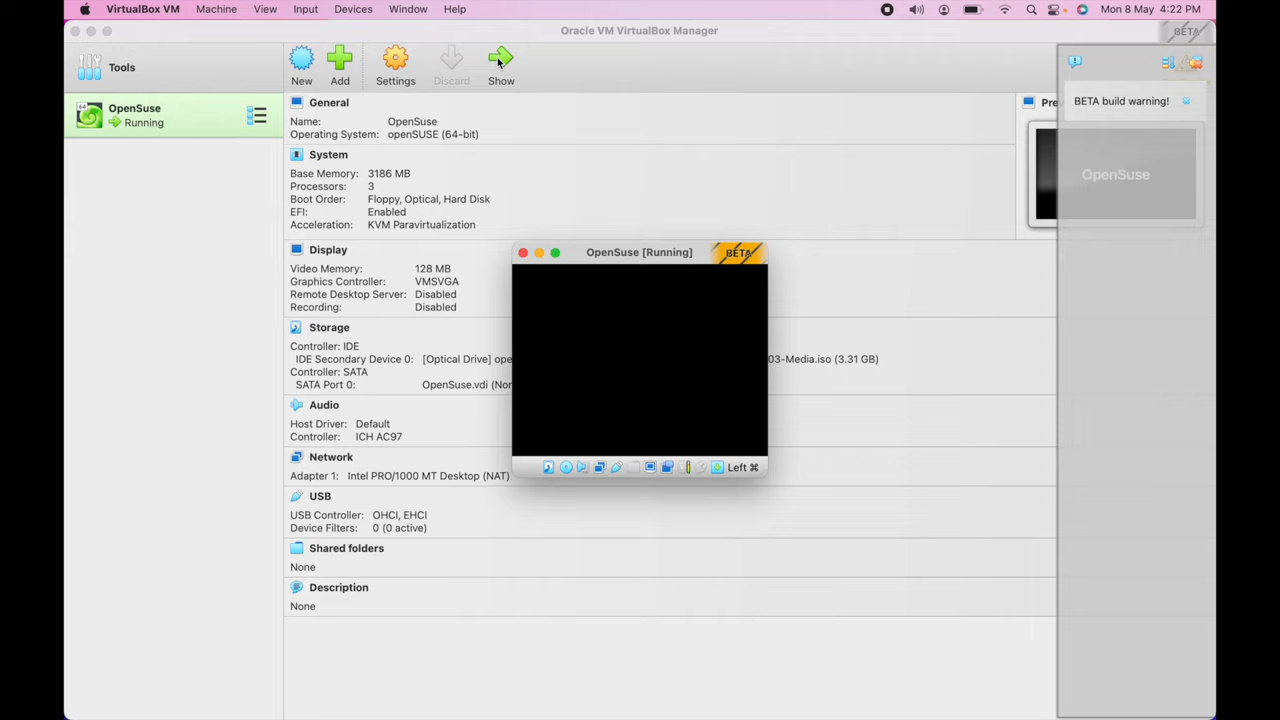 VirtualBox VM Machine View Input Devices Window Help Mon 8 May 4:22 PM
Oracle VM VirtualBox Manager
BETA
Tools
New Add Settings Discard Show
64
OpenSuse
Running
General
Name: OpenSuse
Operating System: openSUSE (64-bit)
System
Base Memory: 3186 MB
Processors: 3
Boot Order: Floppy, Optical, Hard Disk
EFI: Enabled
Acceleration: KVM Paravirtualization
Display
Video Memory: 128 MB
Graphics Controller: VMSVGA
Remote Desktop Server: Disabled
Recording: Disabled
Storage
Controller: IDE
IDE Secondary Device 0: [Optical Drive] ope 03-Media.iso (3.31 GB)
Controller: SATA
SATA Port 0: OpenSuse.vdi (Nor
Audio
Host Driver: Default
Controller: ICH AC97
Network
Adapter 1: Intel PRO/1000 MT Desktop (NAT)
USB
USB Controller: OHCI, EHCI
Device Filters: 0 (0 active)
Shared folders
None
Description
None
OpenSuse [Running]
BETA
Left ⌘
Pre
BETA build warning!
OpenSuse